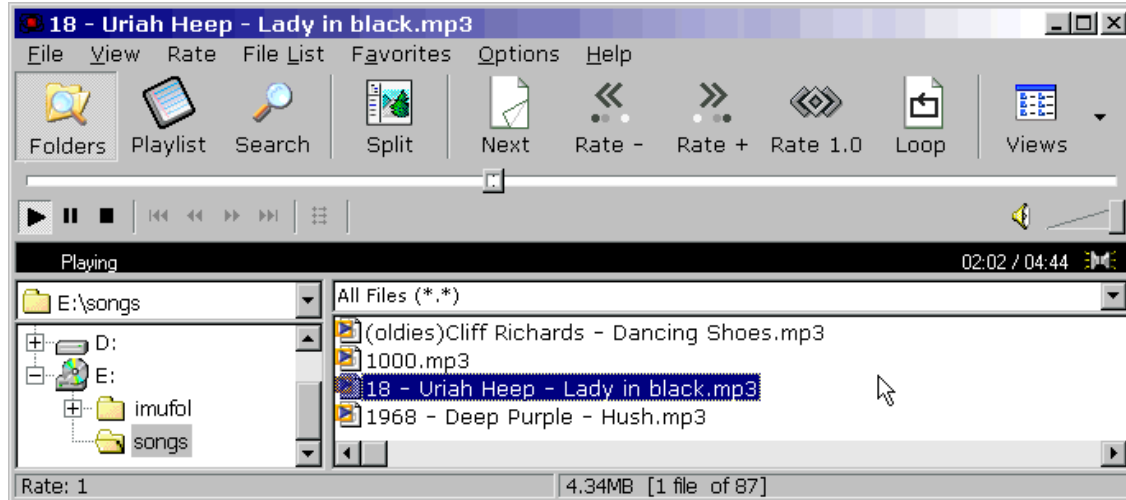 18 - Uriah Heep - Lady in black.mp3
File View Rate File List Favorites Options Help
Folders Playlist Search Split Next Rate - Rate + Rate 1.0 Loop Views
Playing 02:02 / 04:44
E:\songs All Files (*.*)
(oldies)Cliff Richards - Dancing Shoes.mp3
D:
1000.mp3
E:
18 - Uriah Heep - Lady in black.mp3
imufol
1968 - Deep Purple - Hush.mp3
songs
Rate: 1 4.34MB [1 file of 87]